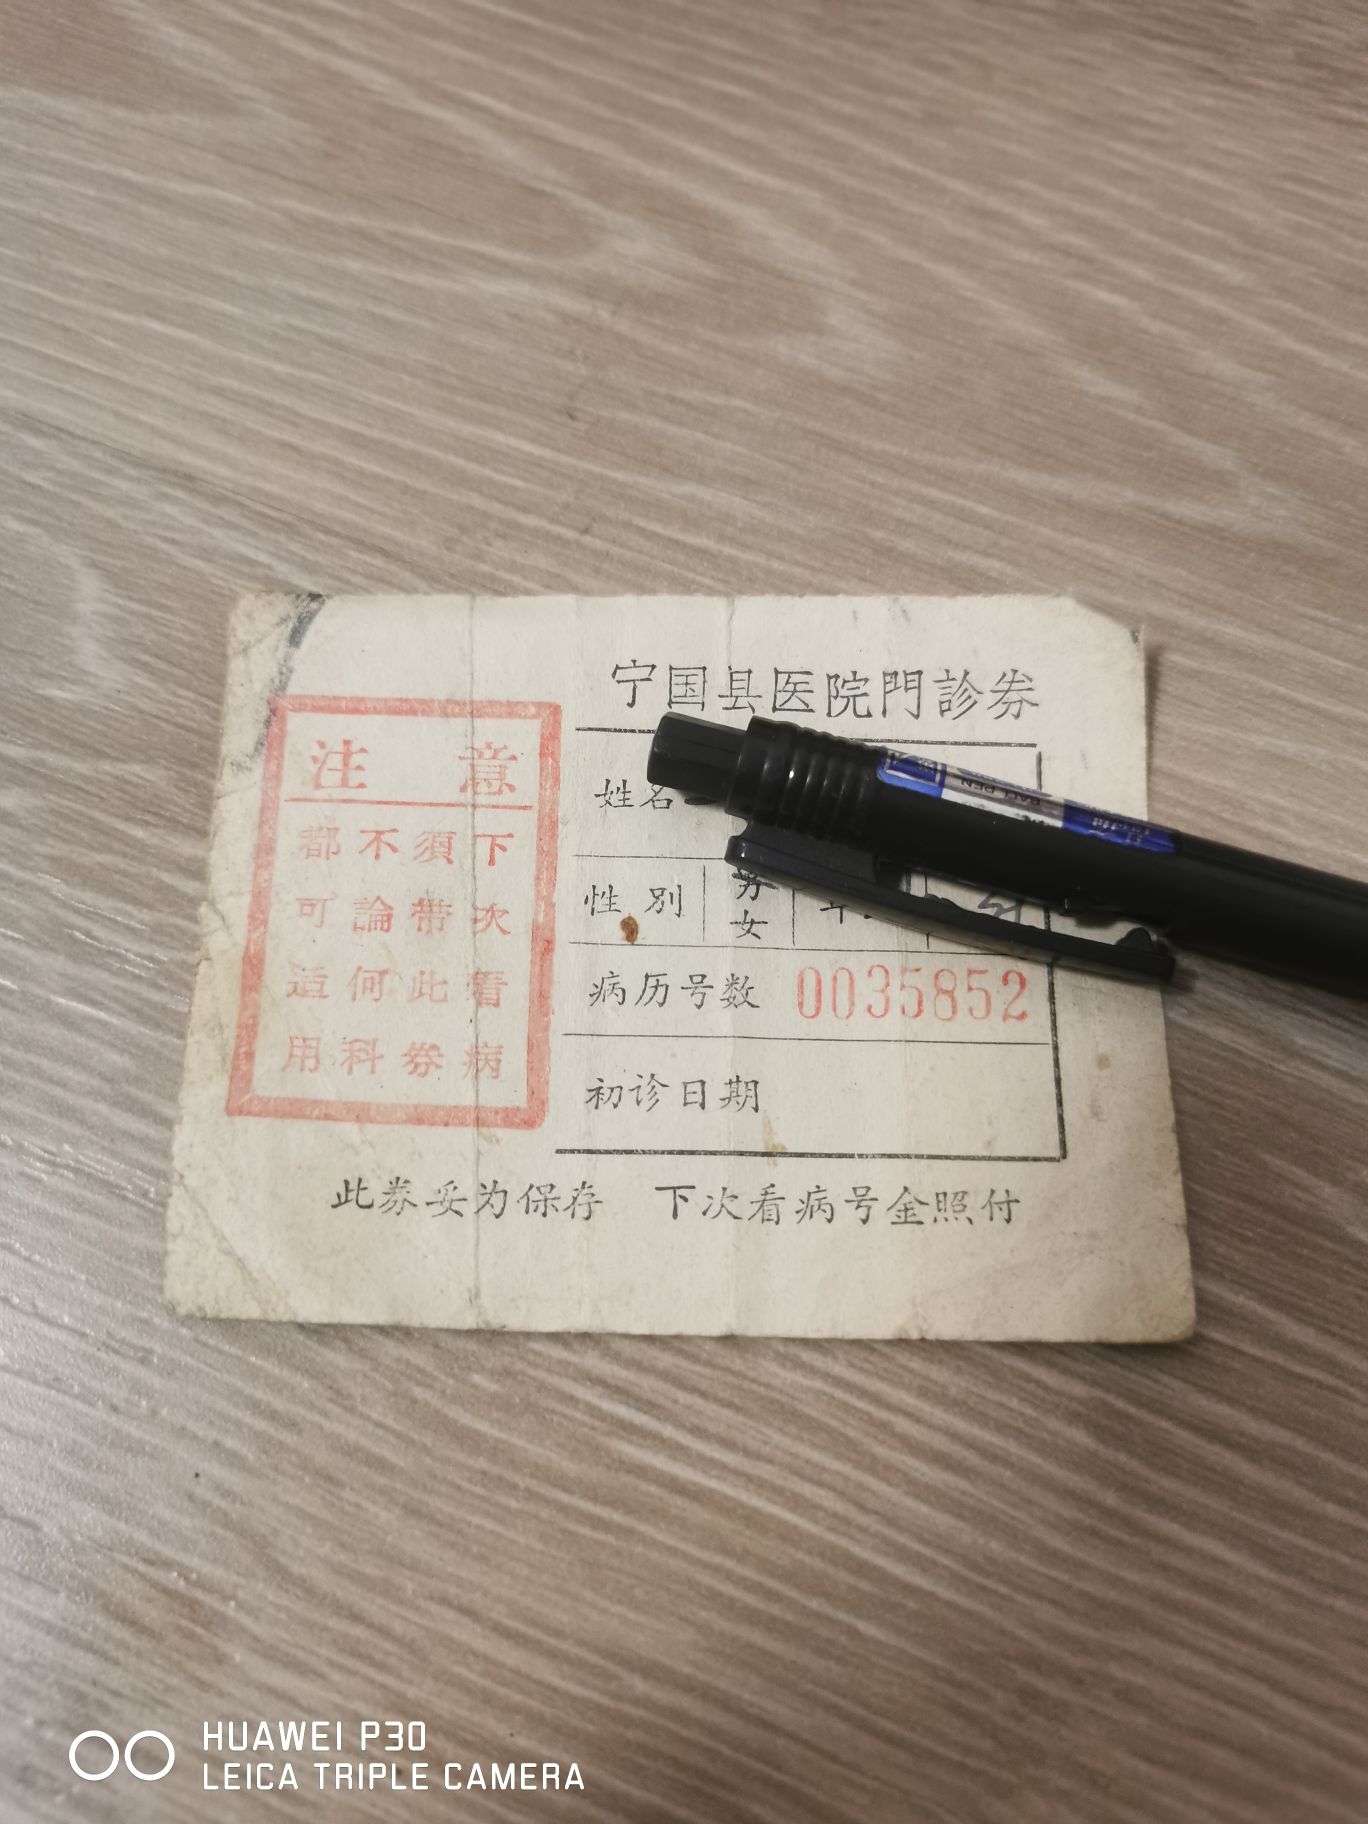 宁国县医院門診券
姓名
性别 男 女
病历号数 0035852
初诊日期
注意
下次看病
須带此券
不論何科
都可适用
此券妥为保存 下次看病号金照付
BALL PEN
HUAWEI P30
LEICA TRIPLE CAMERA